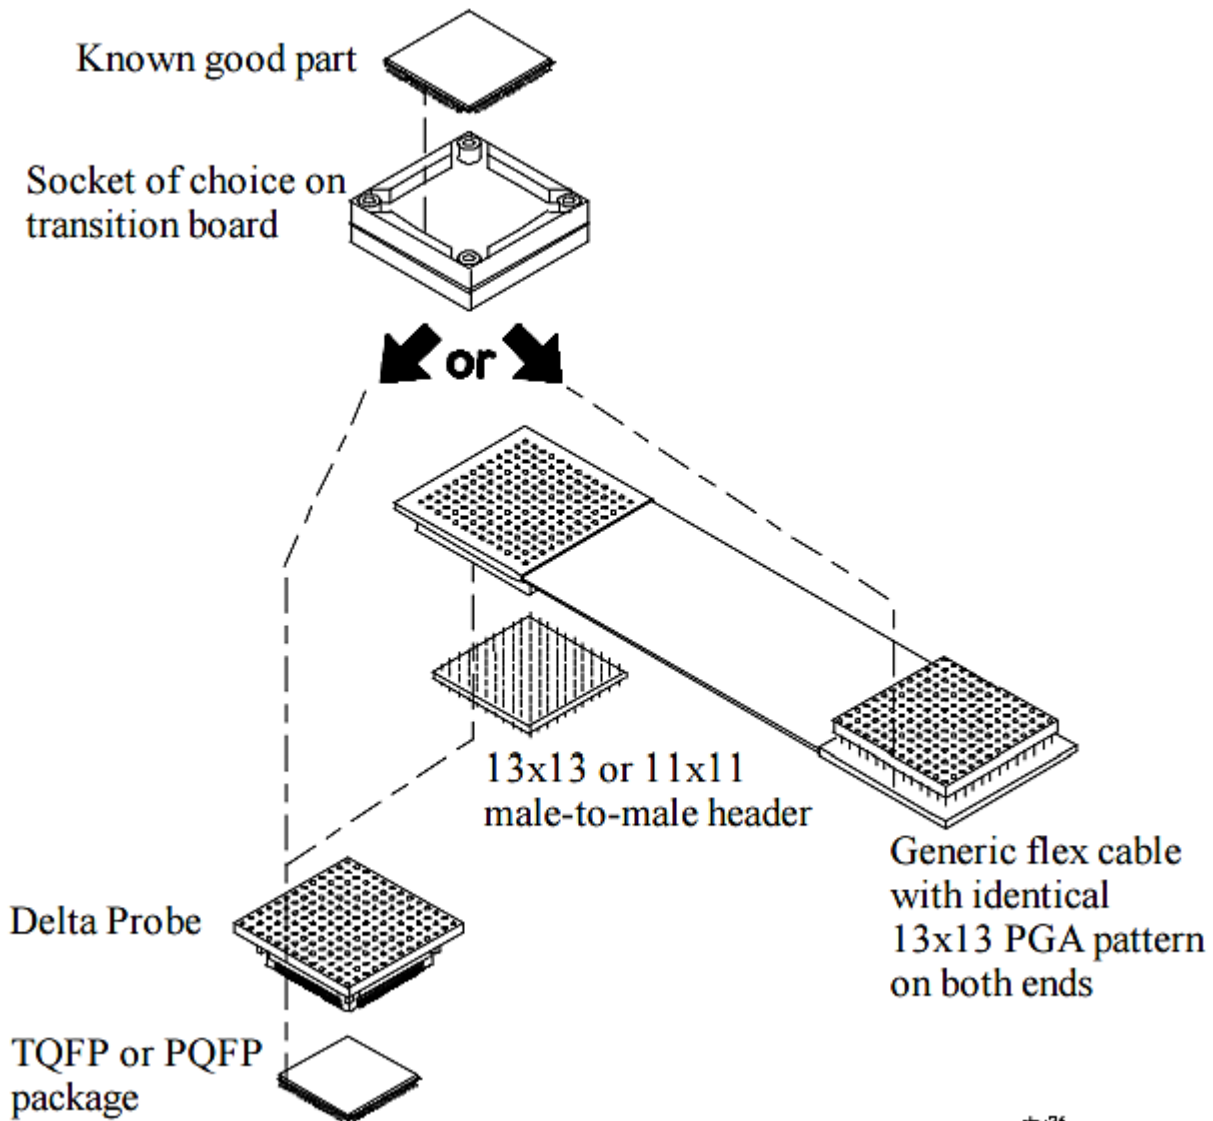 Known good part
Socket of choice on
transition board
or
13x13 or 11x11
male-to-male header
Generic flex cable
with identical
13x13 PGA pattern
on both ends
Delta Probe
TQFP or PQFP
package